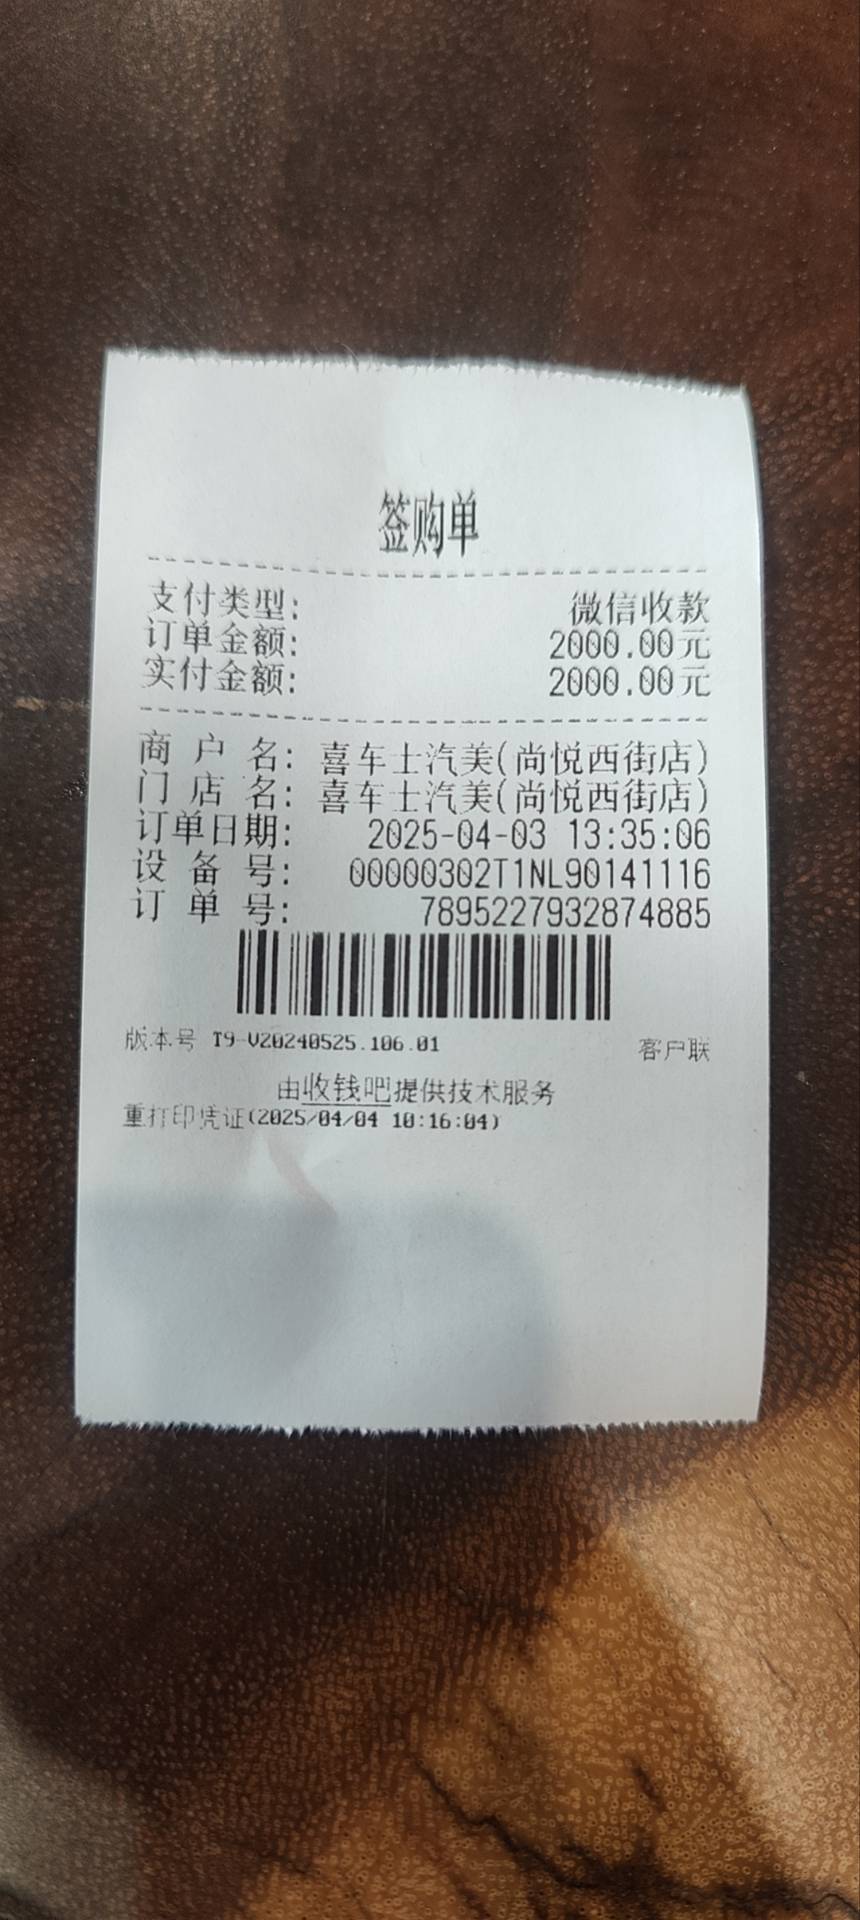 签购单
支付类型: 微信收款
订单金额: 2000.00元
实付金额: 2000.00元
商户名: 喜车士汽美(尚悦西街店)
门店名: 喜车士汽美(尚悦西街店)
订单日期: 2025-04-03 13:35:06
设备号: 00000302T1NL90141116
订单号: 7895227932874885
版本号 T9-V20240525.106.01 客户联
由收钱吧提供技术服务
重打印凭证(2025/04/04 10:16:04)